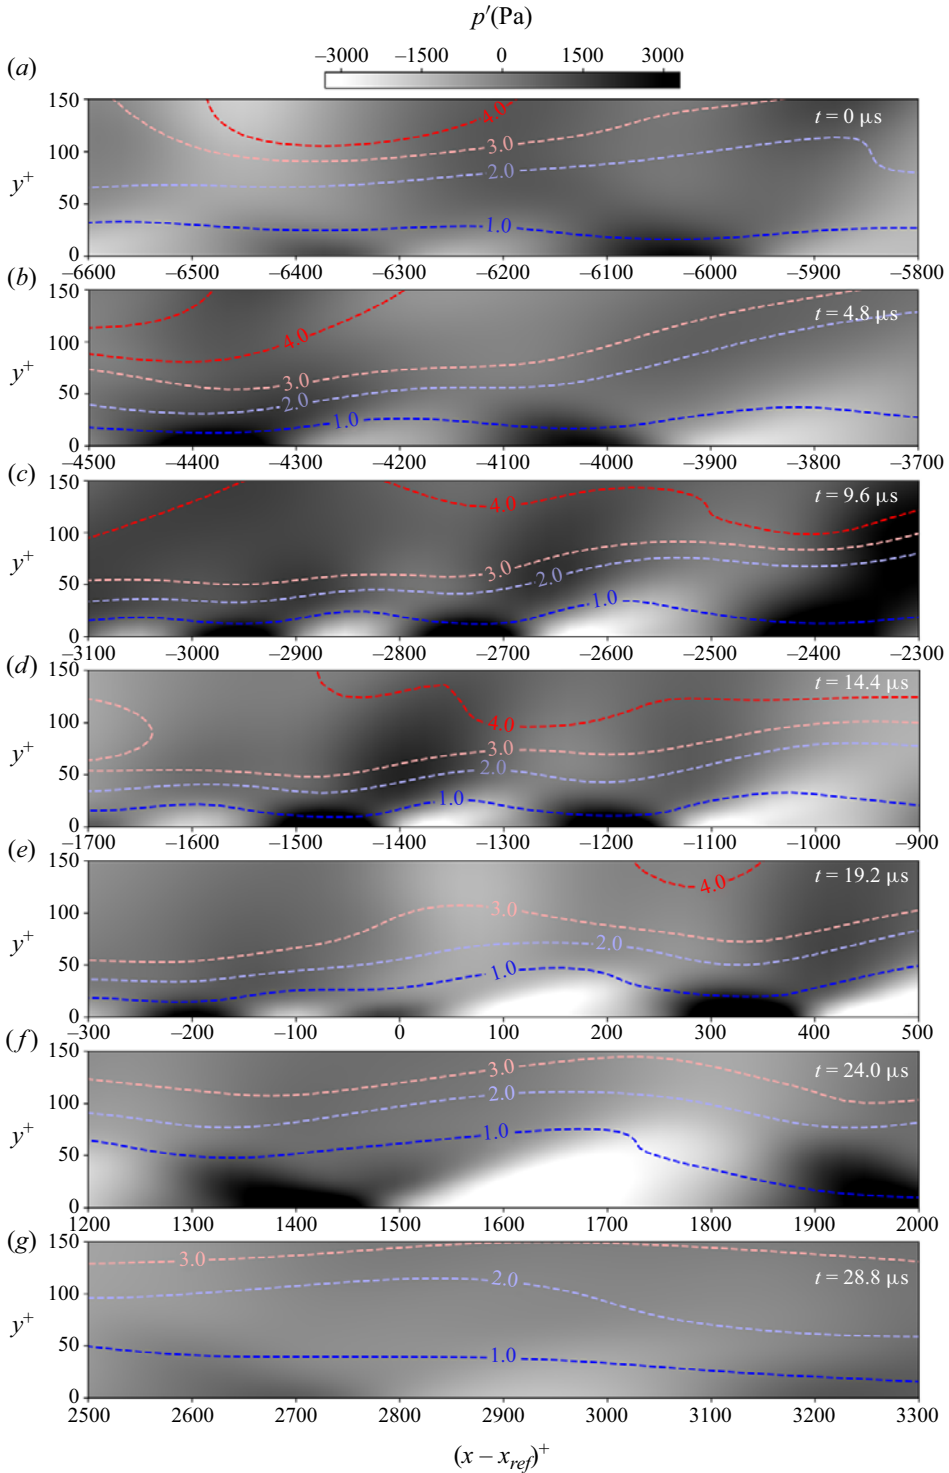 p′(Pa)
–3000 –1500 0 1500 3000
(a)
150 100 50 0
y+
4.0 3.0 2.0 1.0
t = 0 μs
–6600 –6500 –6400 –6300 –6200 –6100 –6000 –5900 –5800
(b)
150 100 50 0
y+
4.0 3.0 2.0 1.0
t = 4.8 μs
–4500 –4400 –4300 –4200 –4100 –4000 –3900 –3800 –3700
(c)
150 100 50 0
y+
4.0 3.0 2.0 1.0
t = 9.6 μs
–3100 –3000 –2900 –2800 –2700 –2600 –2500 –2400 –2300
(d)
150 100 50 0
y+
4.0 3.0 2.0 1.0
t = 14.4 μs
–1700 –1600 –1500 –1400 –1300 –1200 –1100 –1000 –900
(e)
150 100 50 0
y+
4.0 3.0 2.0 1.0
t = 19.2 μs
–300 –200 –100 0 100 200 300 400 500
(f)
150 100 50 0
y+
3.0 2.0 1.0
t = 24.0 μs
1200 1300 1400 1500 1600 1700 1800 1900 2000
(g)
150 100 50 0
y+
3.0 2.0 1.0
t = 28.8 μs
2500 2600 2700 2800 2900 3000 3100 3200 3300
(x – xref)+